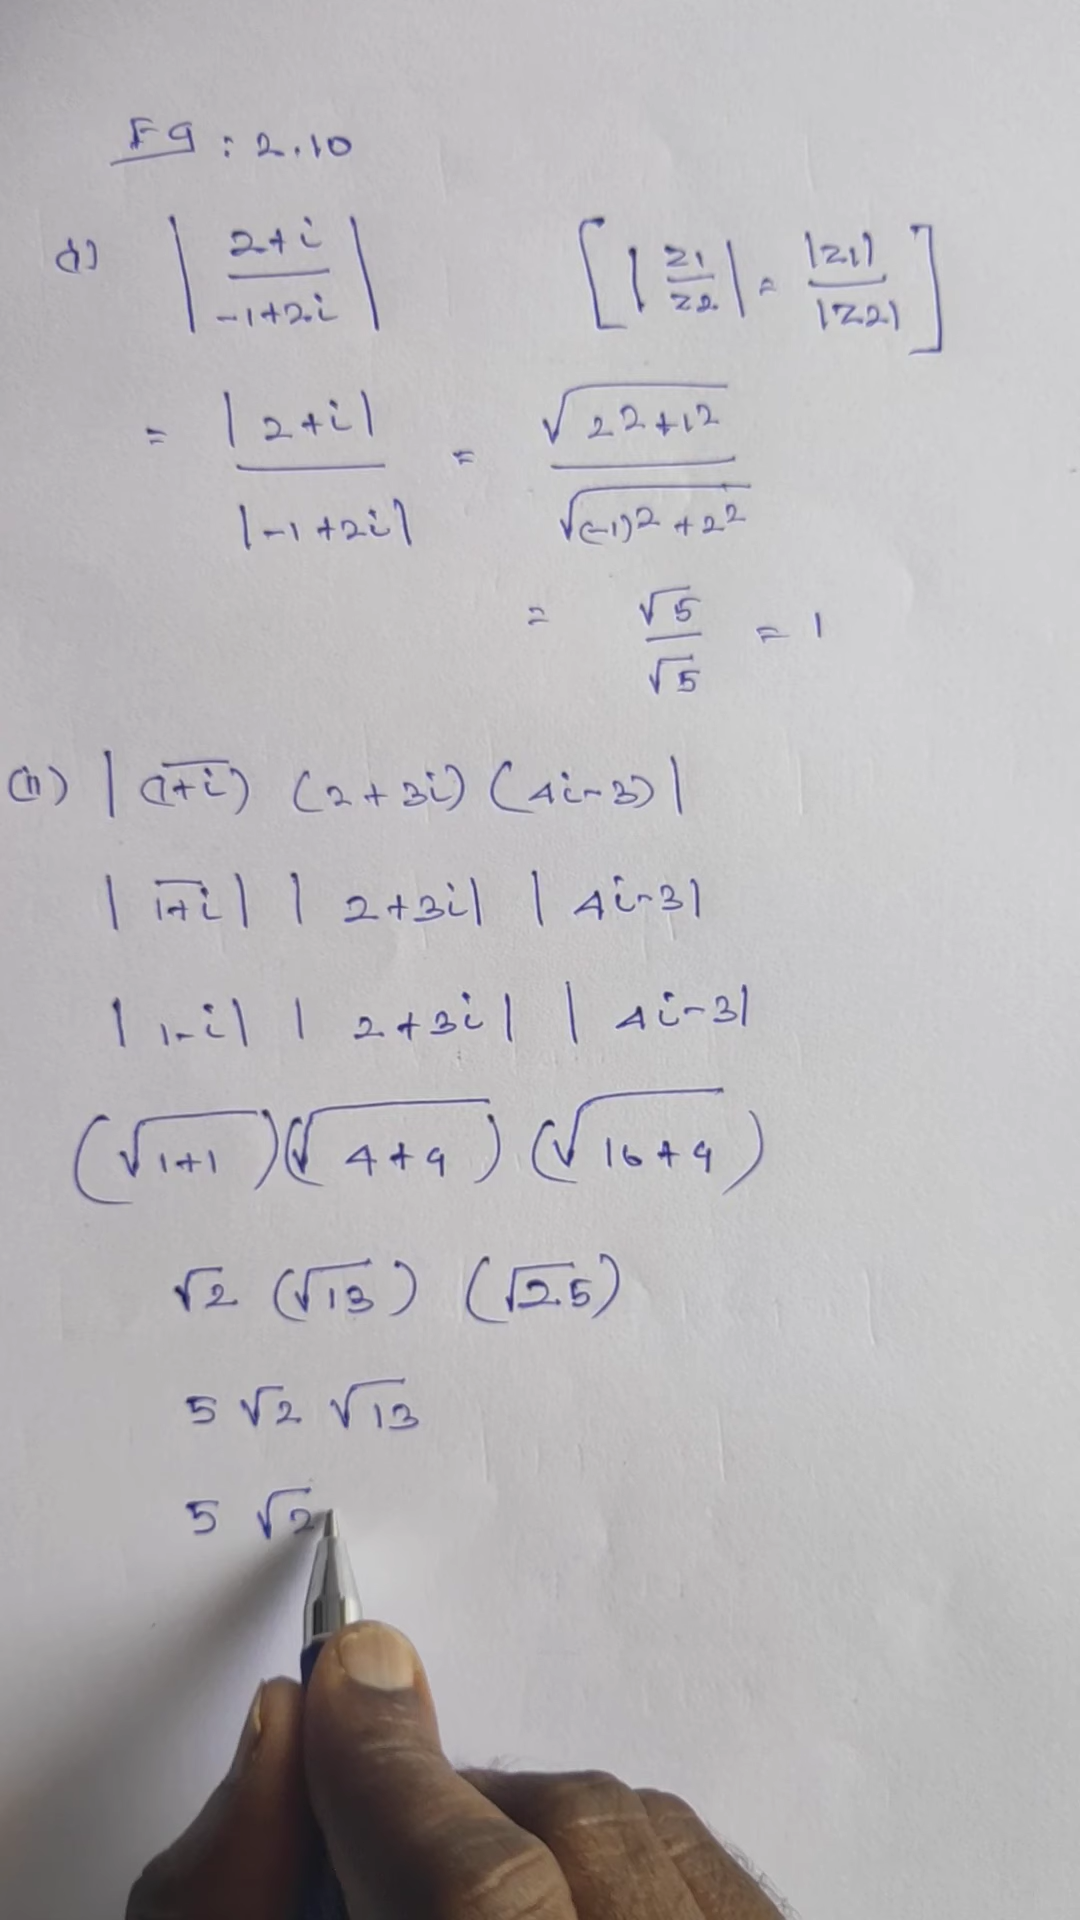 Eg : 2.10
(i) | 2+i / -1+2i | [ | z1 / z2 | = |z1| / |z2| ]
= |2+i| / |-1+2i| = √(2²+1²) / √((-1)²+2²)
= √5 / √5 = 1
(ii) | (1+i)̅ (2+3i) (4i-3) |
| 1+i̅ | | 2+3i | | 4i-3 |
| 1-i | | 2+3i | | 4i-3 |
(√1+1) (√4+9) (√16+9)
√2 (√13) (√25)
5 √2 √13
5 √2